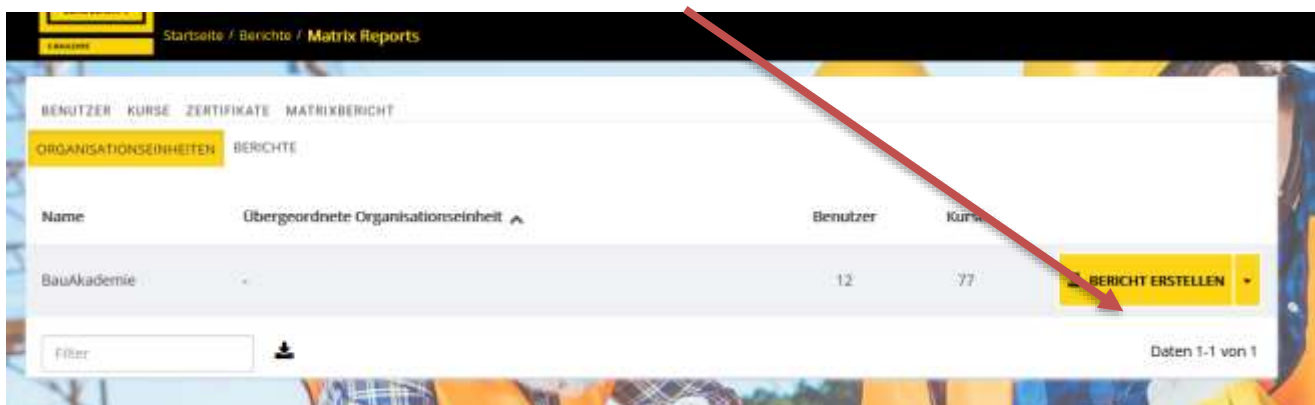 Startseite / Berichte / Matrix Reports
BENUTZER KURSE ZERTIFIKATE MATRIXBERICHT
ORGANISATIONSEINHEITEN BERICHTE
Name Übergeordnete Organisationseinheit Benutzer
BauAkademie - 12 77 BERICHT ERSTELLEN
Filter Daten 1-1 von 1